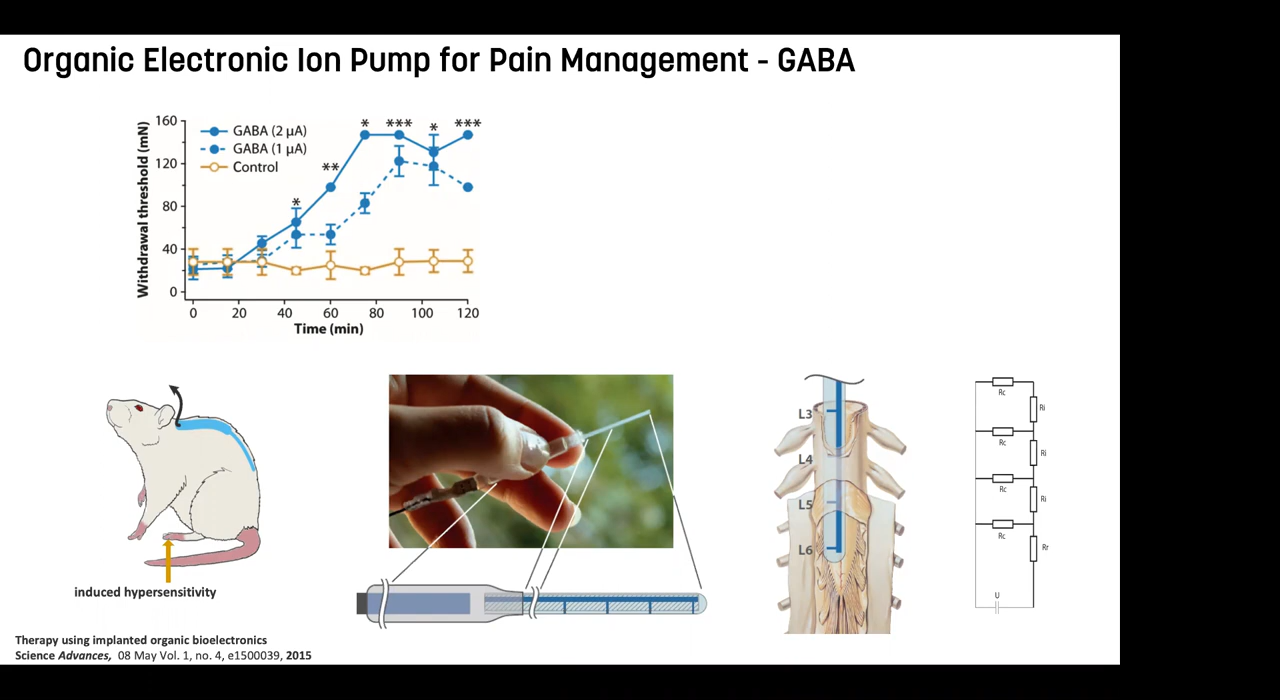 Organic Electronic Ion Pump for Pain Management - GABA
Withdrawal threshold (mN)
160
120
80
40
0
GABA (2 μA)
GABA (1 μA)
Control
*
**
*
***
*
***
0 20 40 60 80 100 120
Time (min)
induced hypersensitivity
L3
L4
L5
L6
Rc
Ri
Rc
Ri
Rc
Ri
Rc
Rr
U
Therapy using implanted organic bioelectronics
Science Advances, 08 May Vol. 1, no. 4, e1500039, 2015